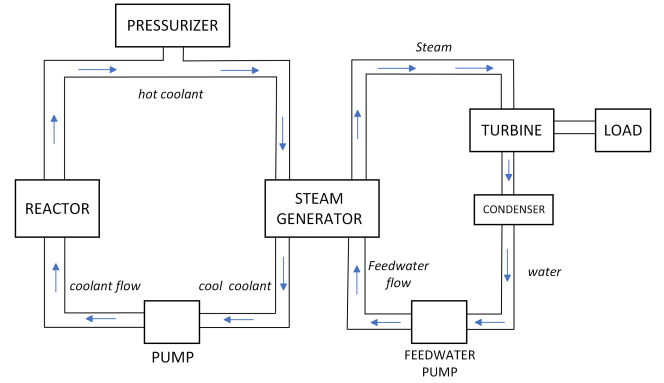 PRESSURIZER
Steam
hot coolant
TURBINE
LOAD
REACTOR
STEAM
GENERATOR
CONDENSER
Feedwater
flow
water
coolant flow
cool coolant
PUMP
FEEDWATER
PUMP